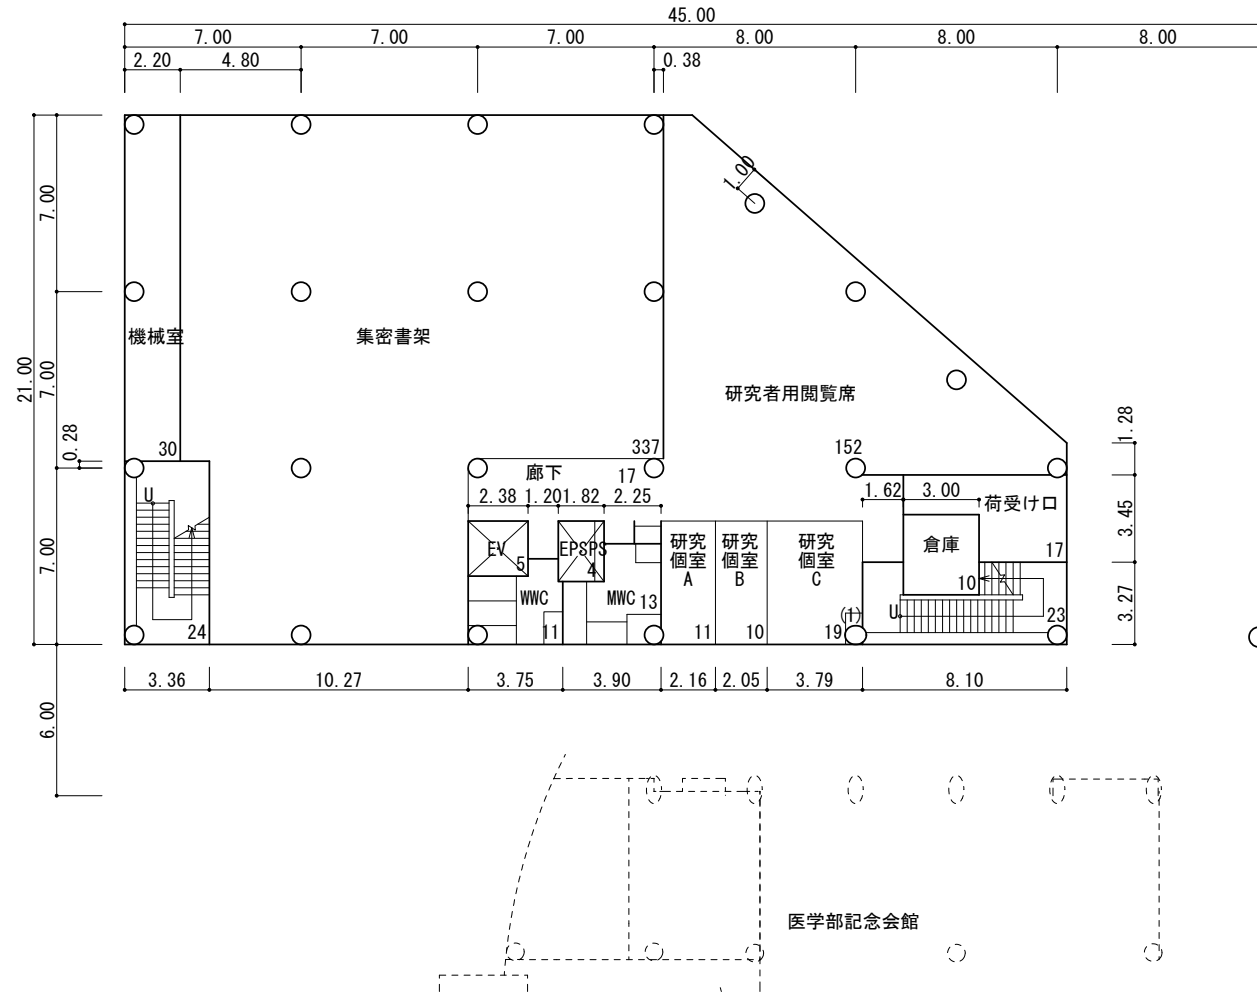 45.00
7.00 7.00 7.00 8.00 8.00 8.00
2.20 4.80 0.38
1.00
7.00
21.00
7.00
0.28
7.00
6.00
機械室
集密書架
研究者用閲覧席
1.28
30
337
152
廊下
17
U
2.38 1.20 1.82 2.25
1.62 3.00
荷受けロ
3.45
EV
5
EPS PS
4
研究
個室
A
研究
個室
B
研究
個室
C
倉庫
17
10
WWC
MWC
13
(1)
U
23
3.27
24
11
11
10
19
3.36 10.27 3.75 3.90 2.16 2.05 3.79 8.10
医学部記念会館